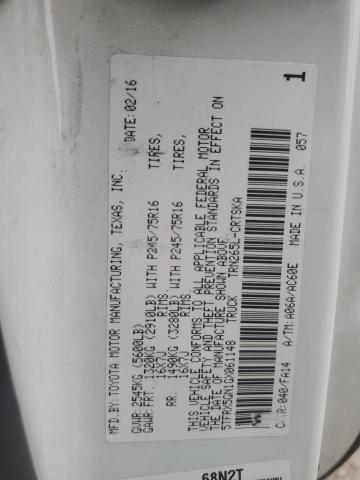 MFD.BY: TOYOTA MOTOR MANUFACTURING, TEXAS, INC. DATE: 02/16
GVWR: 2545KG (5600LB)
GAWR: FRT. 1320KG (2910LB) WITH P245/75R16 TIRES,
16X7J RIMS
RR. 1490KG (3280LB) WITH P245/75R16 TIRES,
16X7J RIMS
THIS VEHICLE CONFORMS TO ALL APPLICABLE FEDERAL MOTOR
VEHICLE SAFETY AND THEFT PREVENTION STANDARDS IN EFFECT ON
THE DATE OF MANUFACTURE SHOWN ABOVE.
5TFRX5GN1GX061148 TRUCK TRN265L-CRTSKA
C./TR:040/FA14 A/TM:A06A/AC60E MADE IN U.S.A. 057
1
68N2T